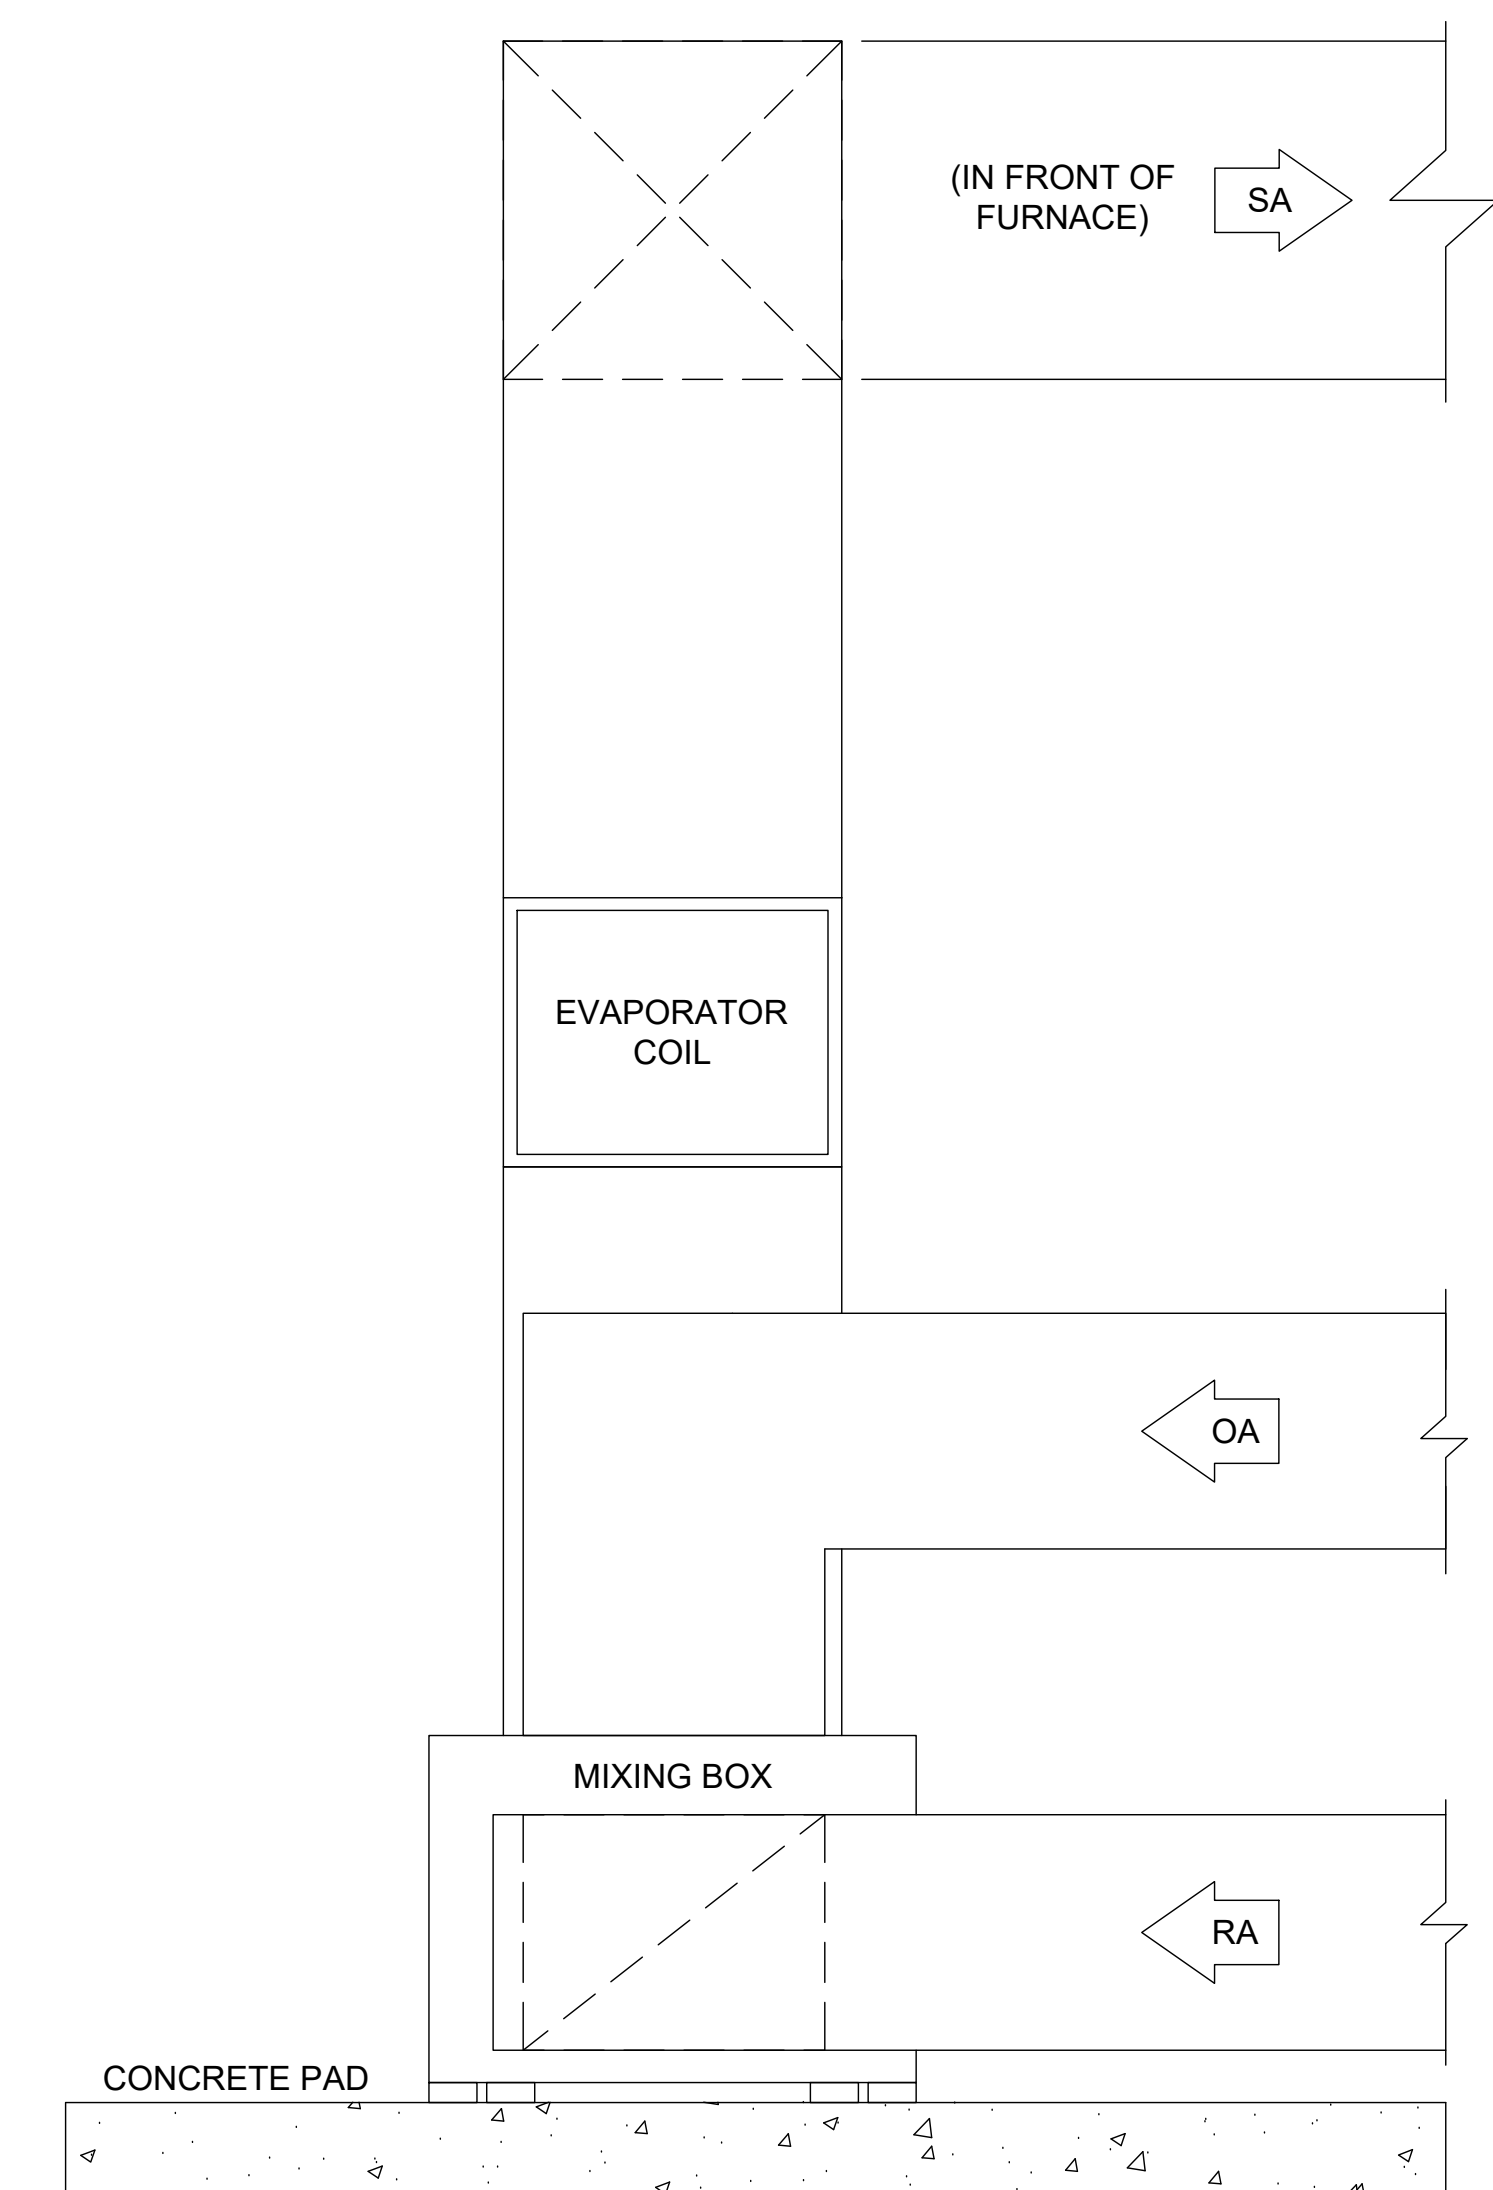 (IN FRONT OF
FURNACE)
SA
EVAPORATOR
COIL
OA
MIXING BOX
RA
CONCRETE PAD